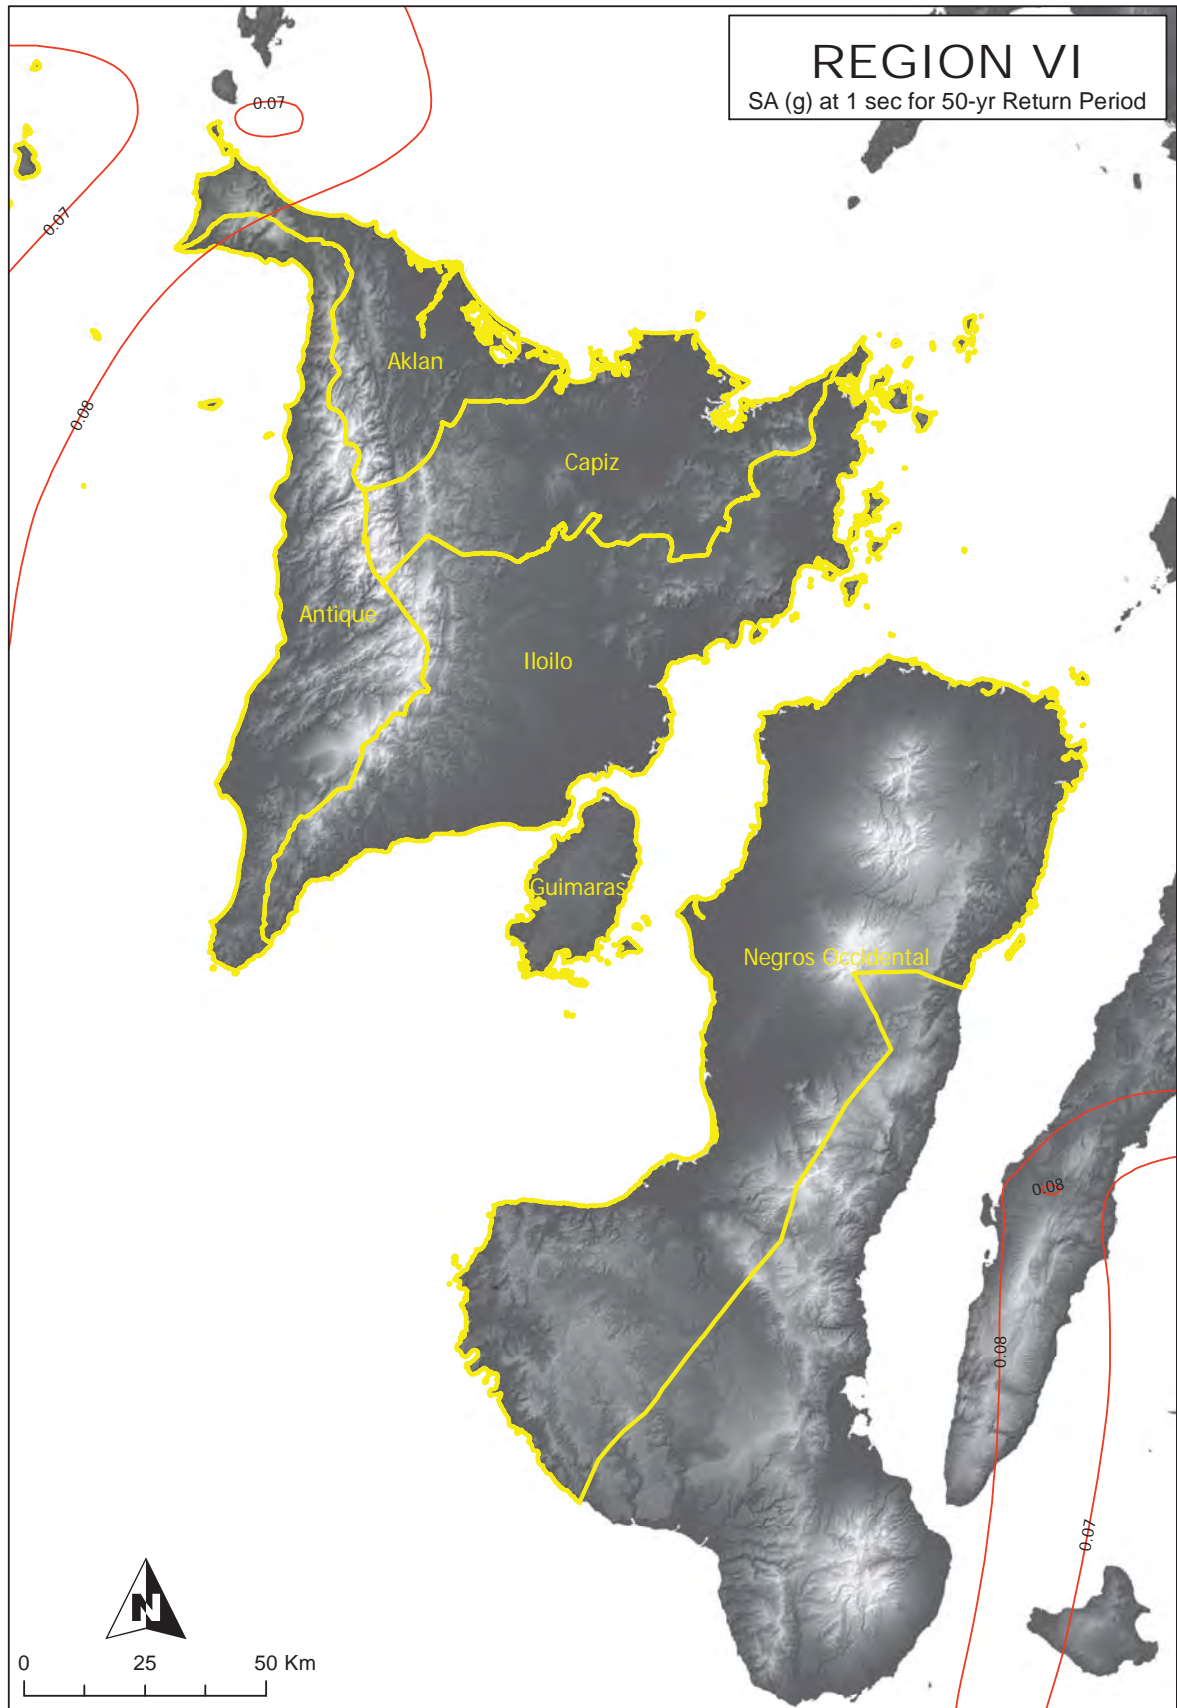 REGION VI
SA (g) at 1 sec for 50-yr Return Period
0.07
0.07
0.08
Aklan
Capiz
Antique
Iloilo
Guimaras
Negros Occidental
0.08
0.08
0.07
N
0 25 50 Km